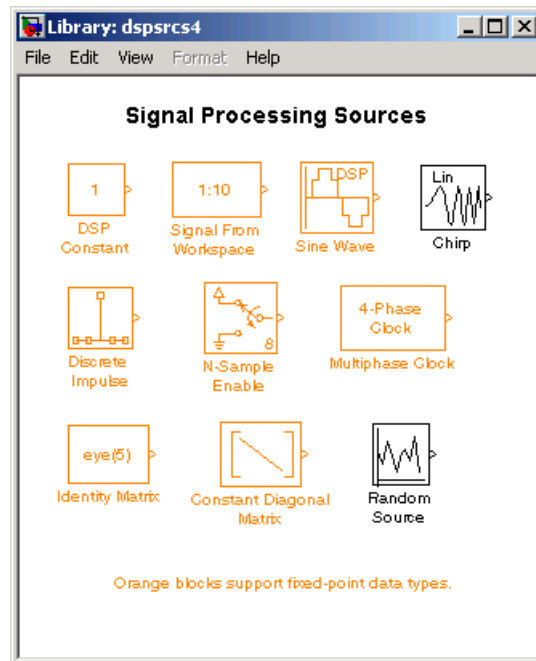 Library: dspsrcs4
File Edit View Format Help
Signal Processing Sources
1
DSP
Constant
1:10
Signal From
Workspace
DSP
Sine Wave
Lin
Chirp
Discrete
Impulse
8
N-Sample
Enable
4-Phase
Clock
Multiphase Clock
eye(5)
Identity Matrix
Constant Diagonal
Matrix
Random
Source
Orange blocks support fixed-point data types.